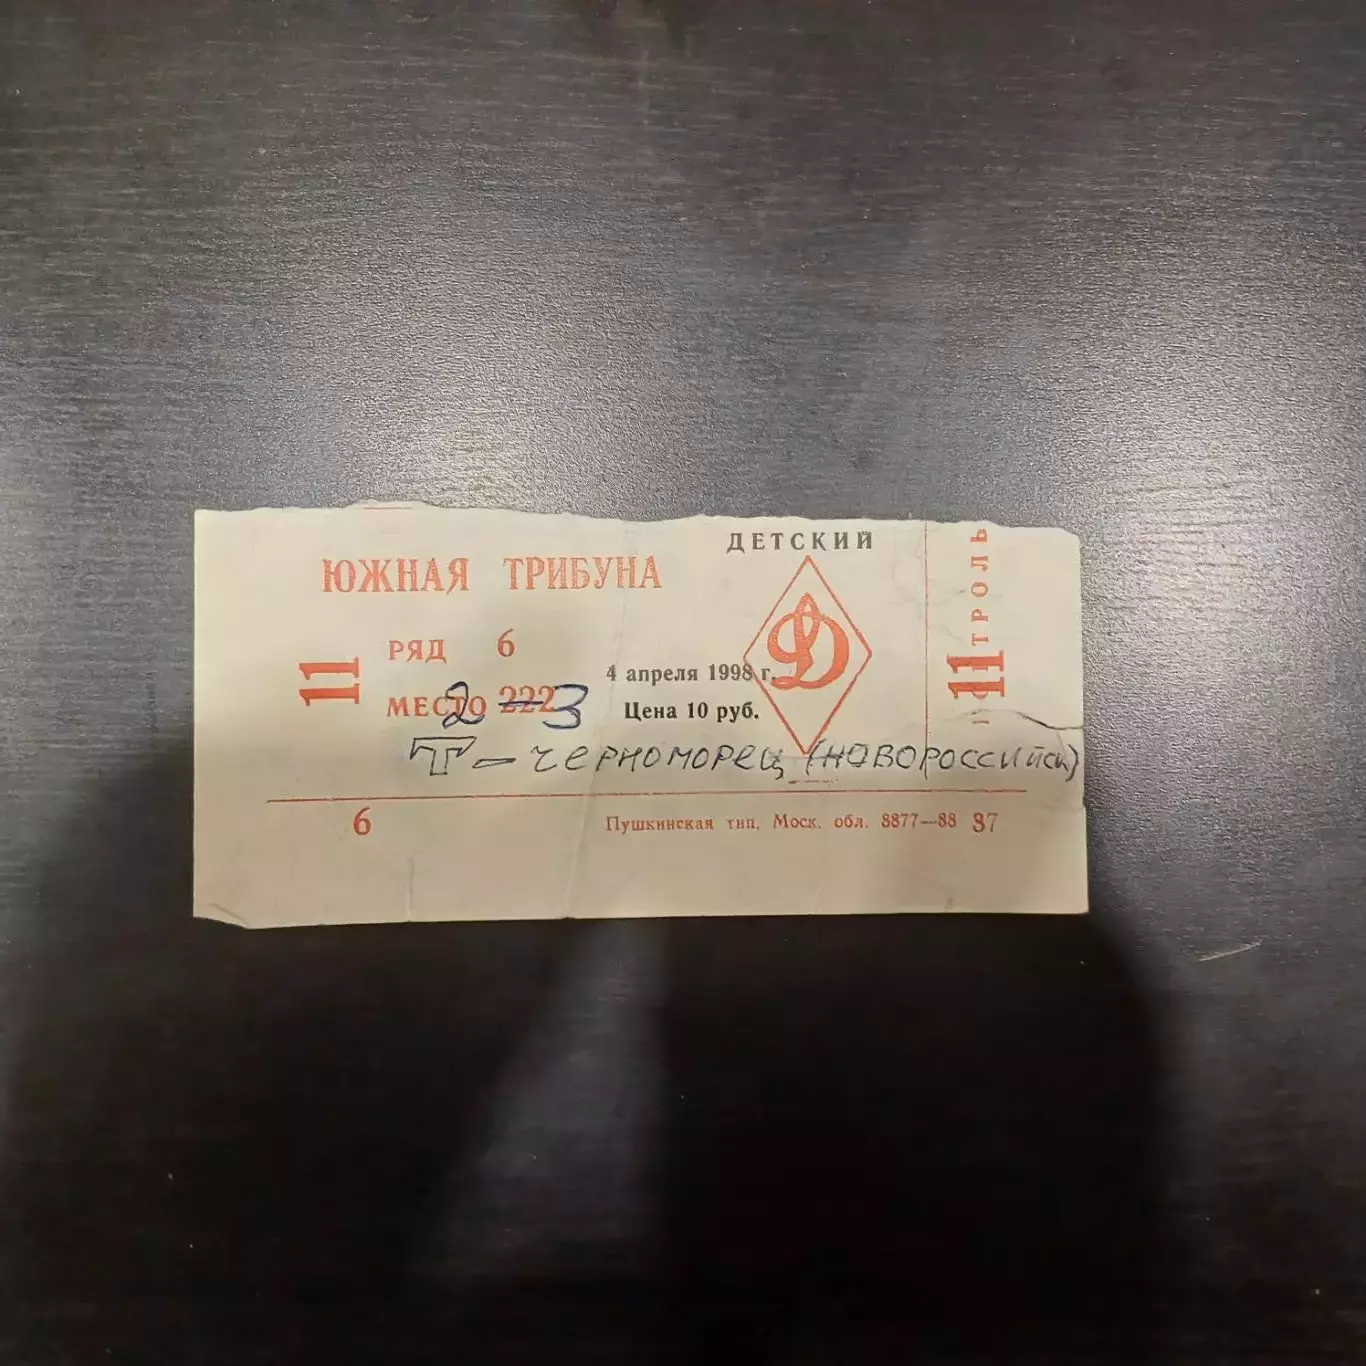 ДЕТСКИЙ
ЮЖНАЯ ТРИБУНА
11
РЯД 6
МЕСТО 222
2 3
4 апреля 1998 г.
Цена 10 руб.
Д
11
Т - ЧЕРНОМОРЕЦ (НОВОРОССИЙСК)
6
Пушкинская тип. Моск. обл. 8877—88 87